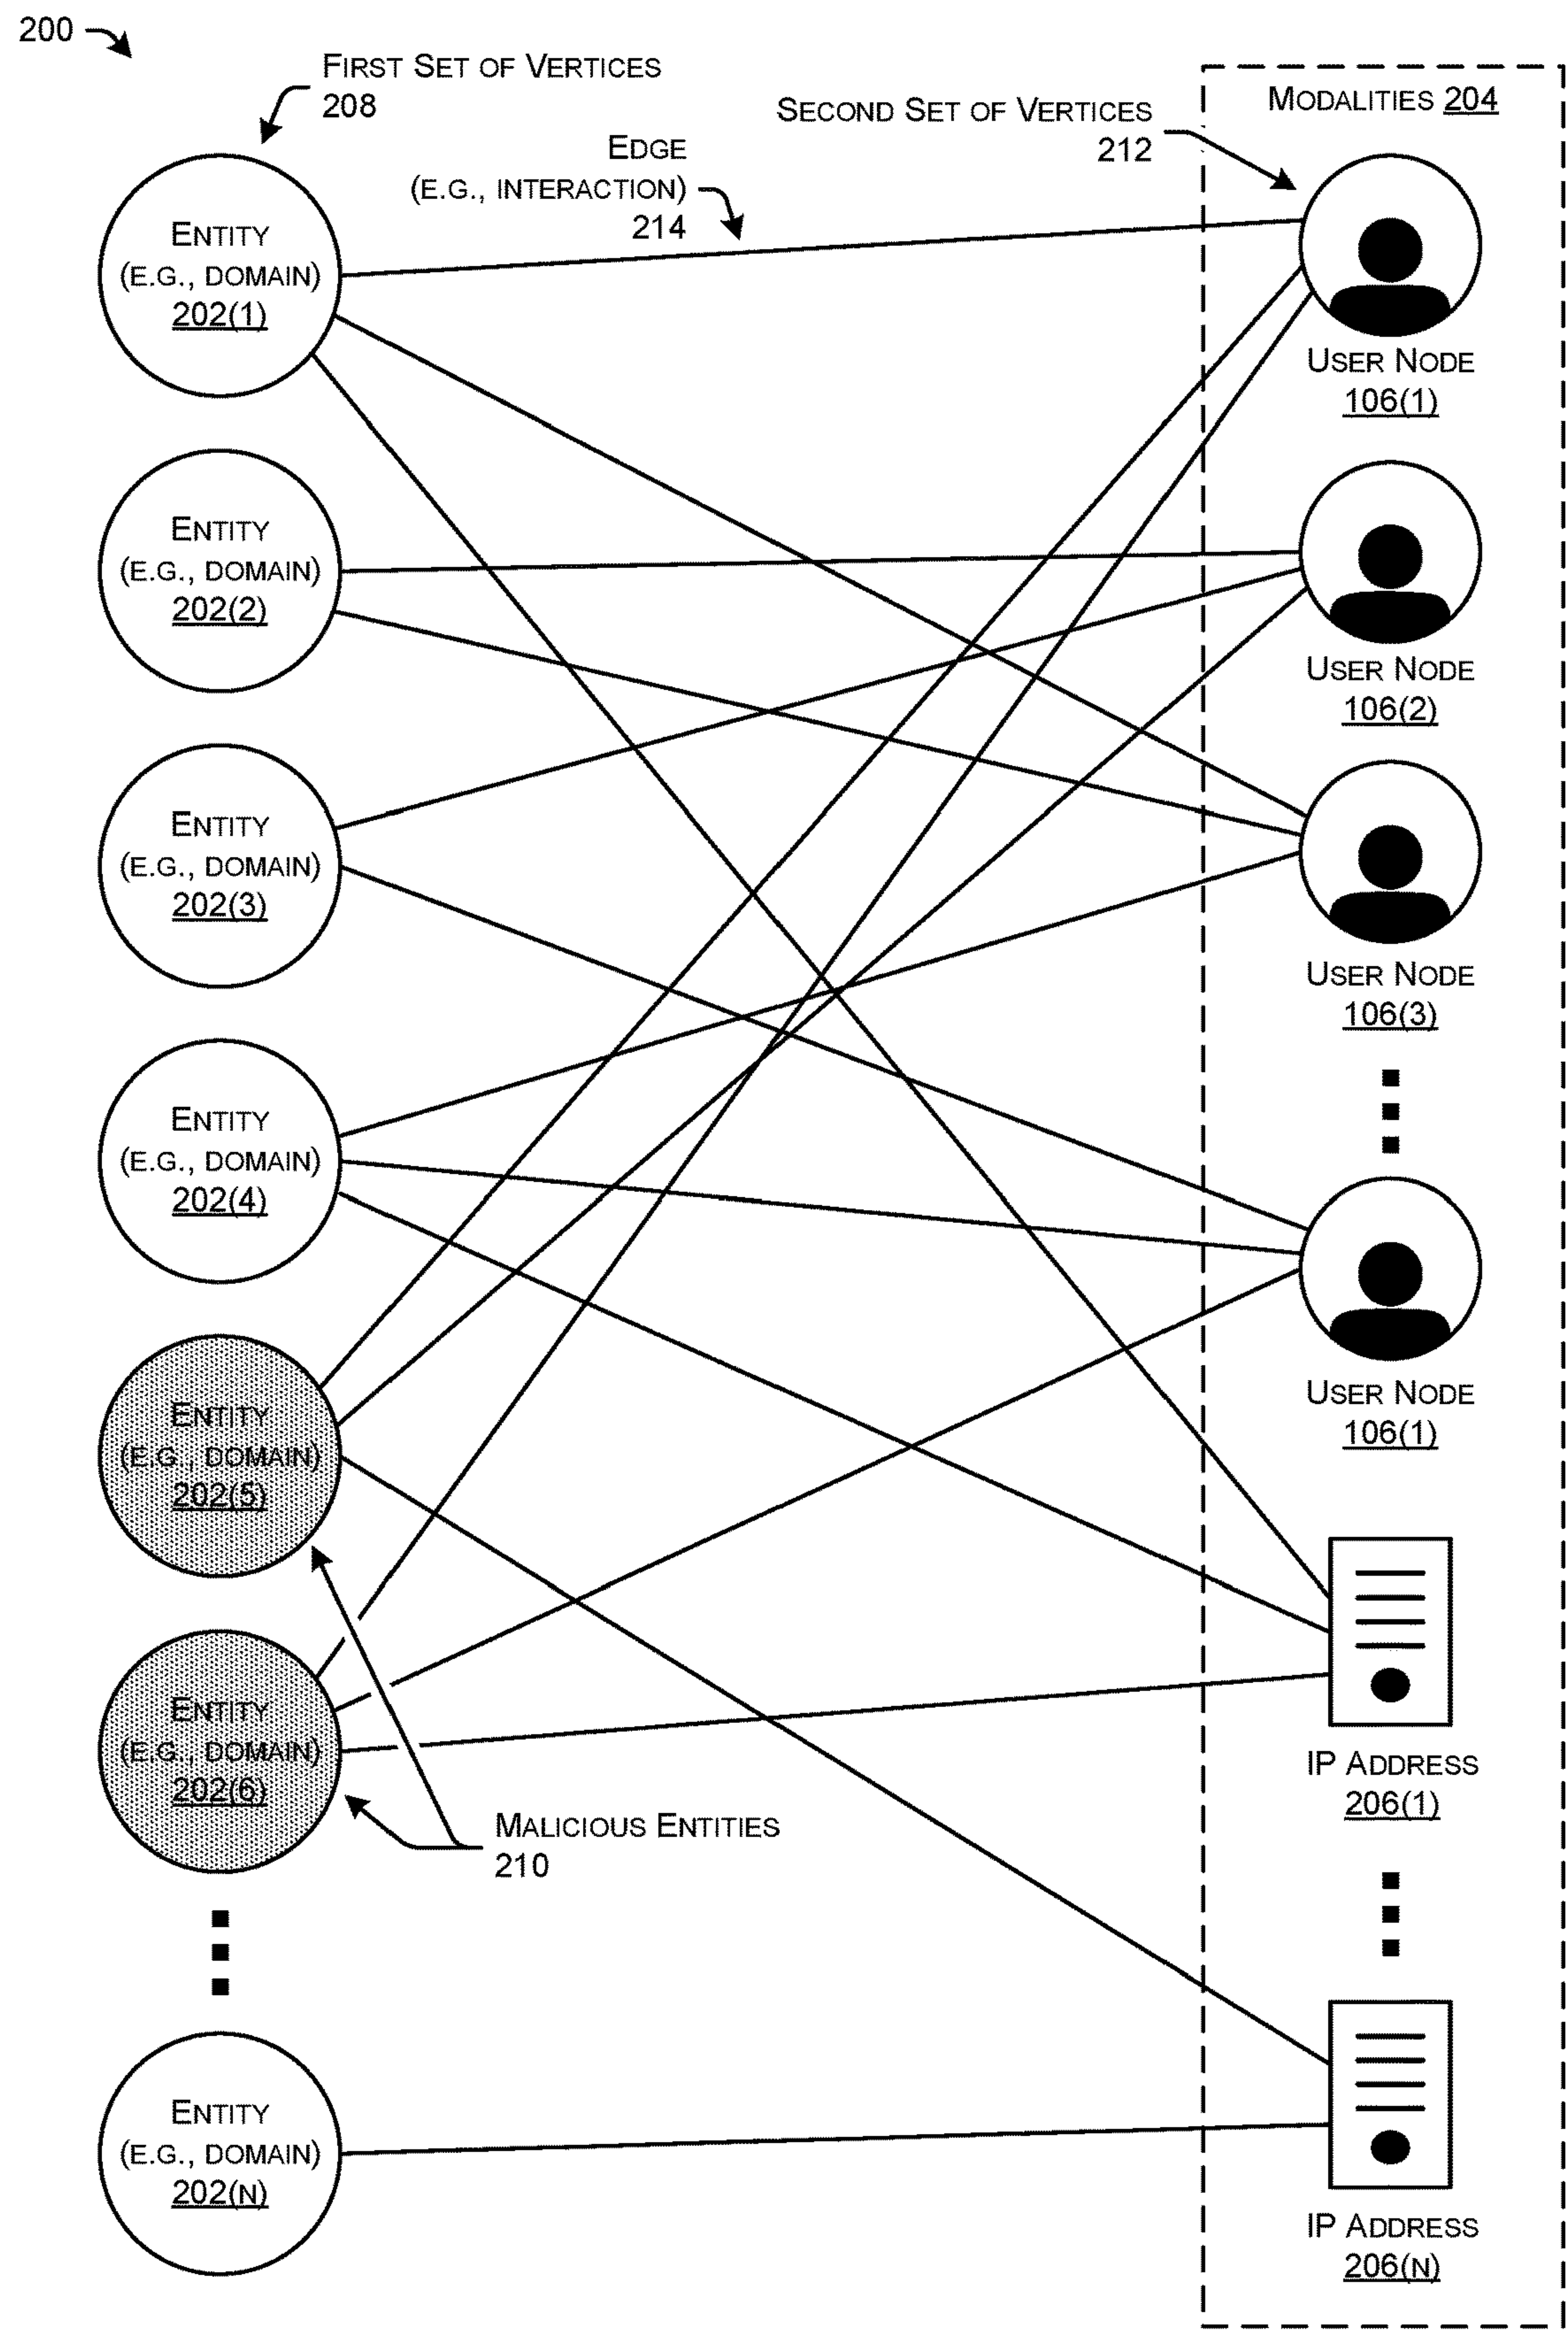 200
FIRST SET OF VERTICES
208
SECOND SET OF VERTICES
212
MODALITIES 204
EDGE
(E.G., INTERACTION)
214
ENTITY
(E.G., DOMAIN)
202(1)
ENTITY
(E.G., DOMAIN)
202(2)
ENTITY
(E.G., DOMAIN)
202(3)
ENTITY
(E.G., DOMAIN)
202(4)
ENTITY
(E.G., DOMAIN)
202(5)
ENTITY
(E.G., DOMAIN)
202(6)
MALICIOUS ENTITIES
210
ENTITY
(E.G., DOMAIN)
202(N)
USER NODE
106(1)
USER NODE
106(2)
USER NODE
106(3)
USER NODE
106(1)
IP ADDRESS
206(1)
IP ADDRESS
206(N)